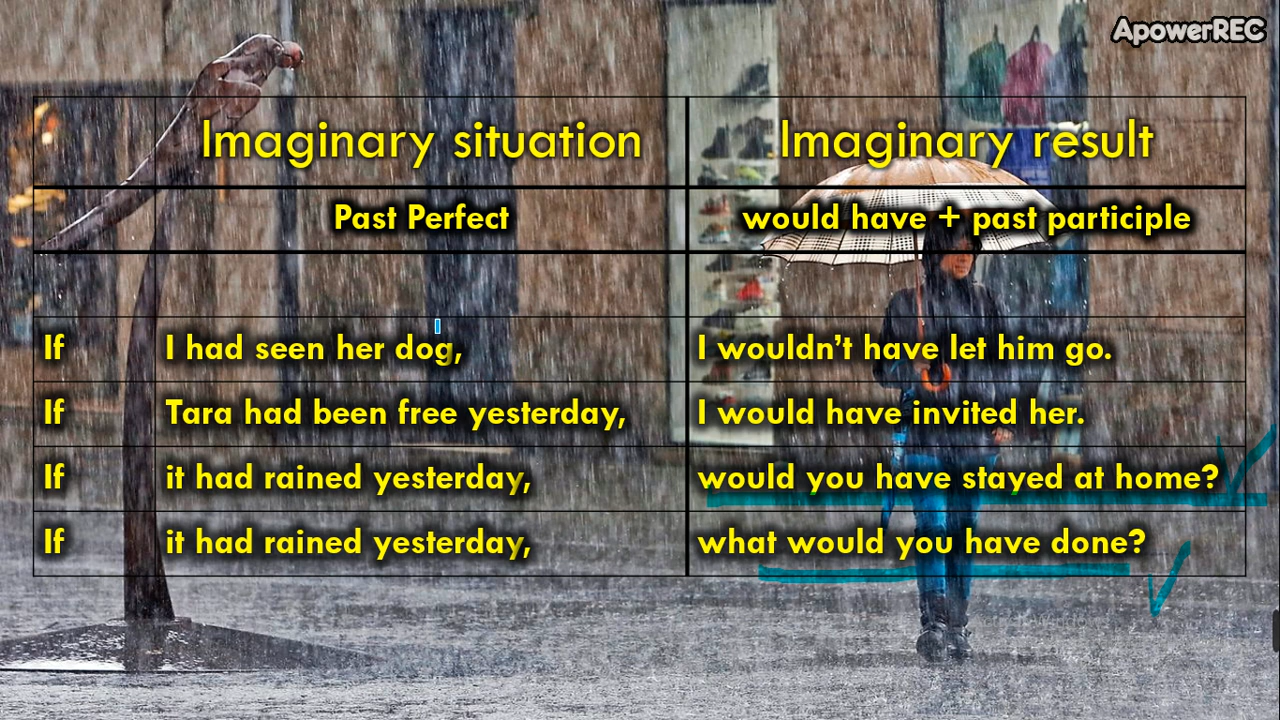 ApowerREC
Imaginary situation Imaginary result
Past Perfect would have + past participle
If I had seen her dog, I wouldn't have let him go.
If Tara had been free yesterday, I would have invited her.
If it had rained yesterday, would you have stayed at home?
If it had rained yesterday, what would you have done?